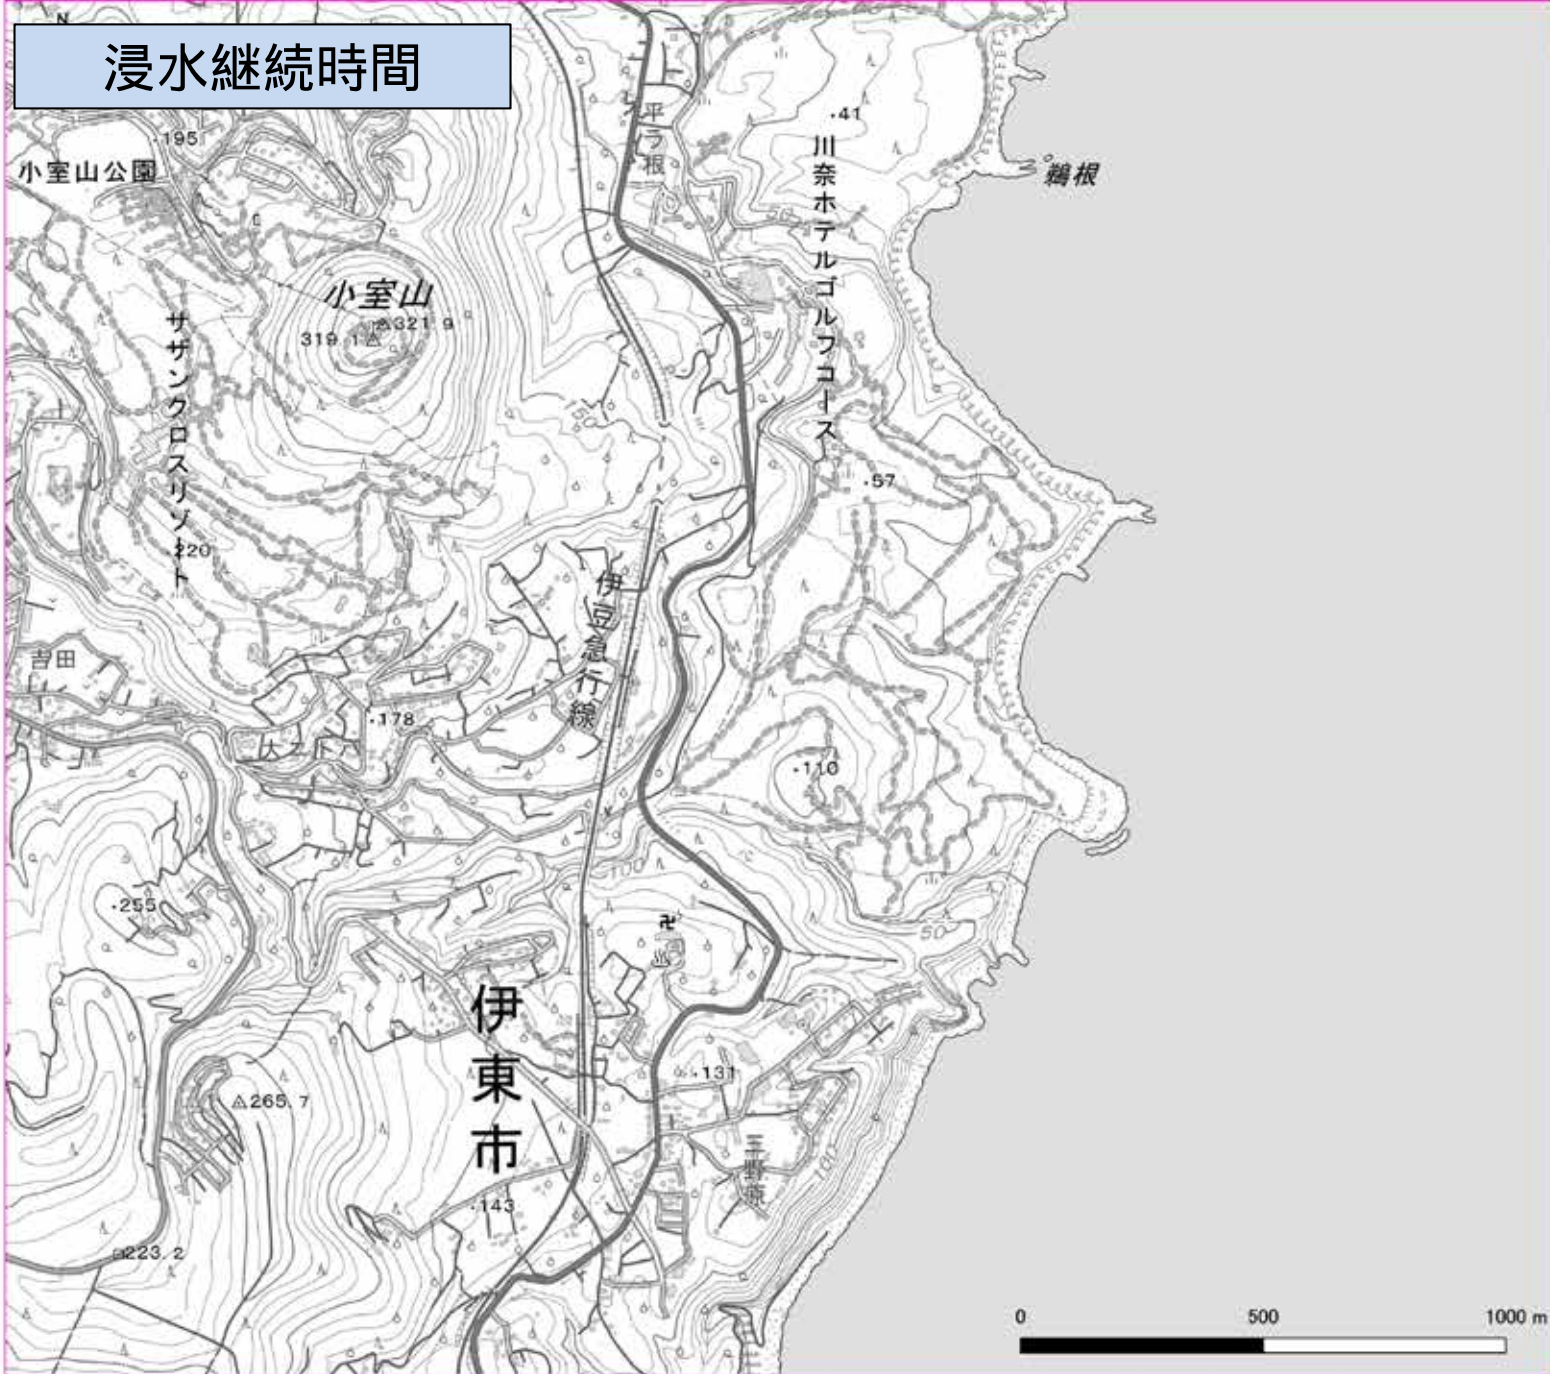 浸水継続時間
N
・195
小室山公園
平ラ根
・41
川奈ホテルゴルフコース
鵜根
50
小室山
321.9
319.1
サザンクロスリゾート
150
・57
・220
伊豆急行線
吉田
・178
・110
100
・255
50
伊東市
・131
265.7
三野原
100
・143
223.2
0 500 1000 m